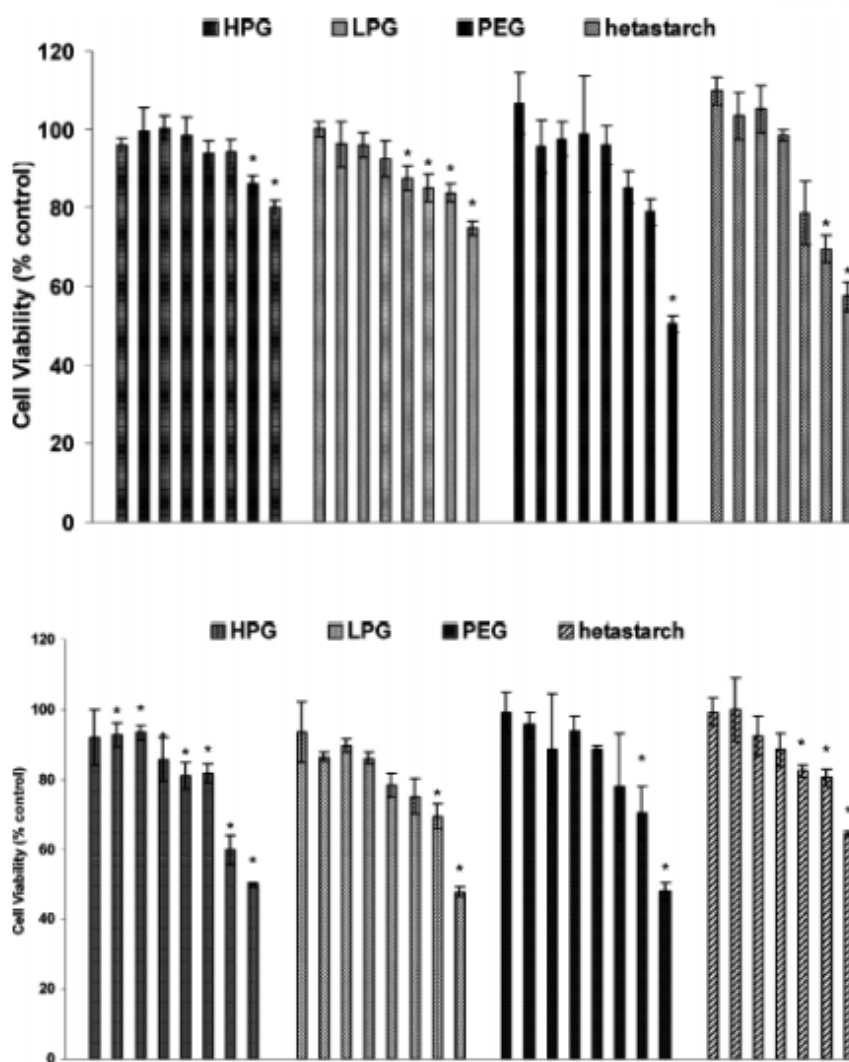 HPG LPG PEG hetastarch
120
100
80
60
40
20
0
Cell Viability (% control)
* *
* * * *
*
* *
HPG LPG PEG hetastarch
120
100
80
60
40
20
0
Cell Viability (% control)
* * * * * * *
* *
* *
* * *